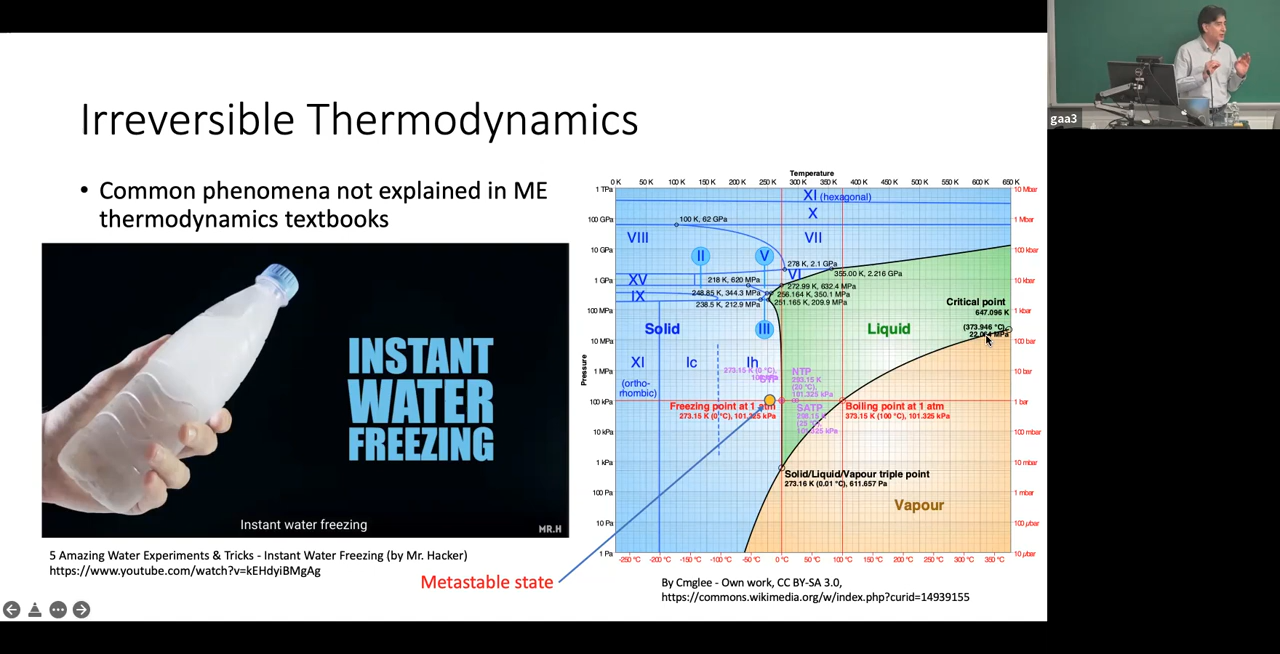 Irreversible Thermodynamics
• Common phenomena not explained in ME
thermodynamics textbooks
INSTANT
WATER
FREEZING
Instant water freezing
MR.H
5 Amazing Water Experiments & Tricks - Instant Water Freezing (by Mr. Hacker)
https://www.youtube.com/watch?v=kEHdyiBMgAg
Metastable state
Temperature
0 K 50 K 100 K 150 K 200 K 250 K 300 K 350 K 400 K 450 K 500 K 550 K 600 K 650 K
Pressure
1 TPa
100 GPa
10 GPa
1 GPa
100 MPa
10 MPa
1 MPa
100 kPa
10 kPa
1 kPa
100 Pa
10 Pa
1 Pa
10 Mbar
1 Mbar
100 kbar
10 kbar
1 kbar
100 bar
10 bar
1 bar
100 mbar
10 mbar
1 mbar
100 µbar
10 µbar
XI (hexagonal)
X
100 K, 62 GPa
VIII
VII
II
V
278 K, 2.1 GPa
VI
355.00 K, 2.216 GPa
XV
218 K, 620 MPa
272.99 K, 632.4 MPa
IX
248.85 K, 344.3 MPa
256.164 K, 350.1 MPa
238.5 K, 212.9 MPa
251.165 K, 209.9 MPa
Critical point
647.096 K
(373.946 °C),
22.064 MPa
Solid
III
Liquid
XI
(ortho-
rhombic)
Ic
Ih
273.15 K (0 °C),
NTP
293.15 K
(20 °C),
101.325 kPa
Freezing point at 1 atm
273.15 K (0 °C), 101.325 kPa
SATP
(25 °C)
Boiling point at 1 atm
373.15 K (100 °C), 101.325 kPa
Solid/Liquid/Vapour triple point
273.16 K (0.01 °C), 611.657 Pa
Vapour
-250 °C -200 °C -150 °C -100 °C -50 °C 0 °C 50 °C 100 °C 150 °C 200 °C 250 °C 300 °C 350 °C
By Cmglee - Own work, CC BY-SA 3.0,
https://commons.wikimedia.org/w/index.php?curid=14939155
gaa3